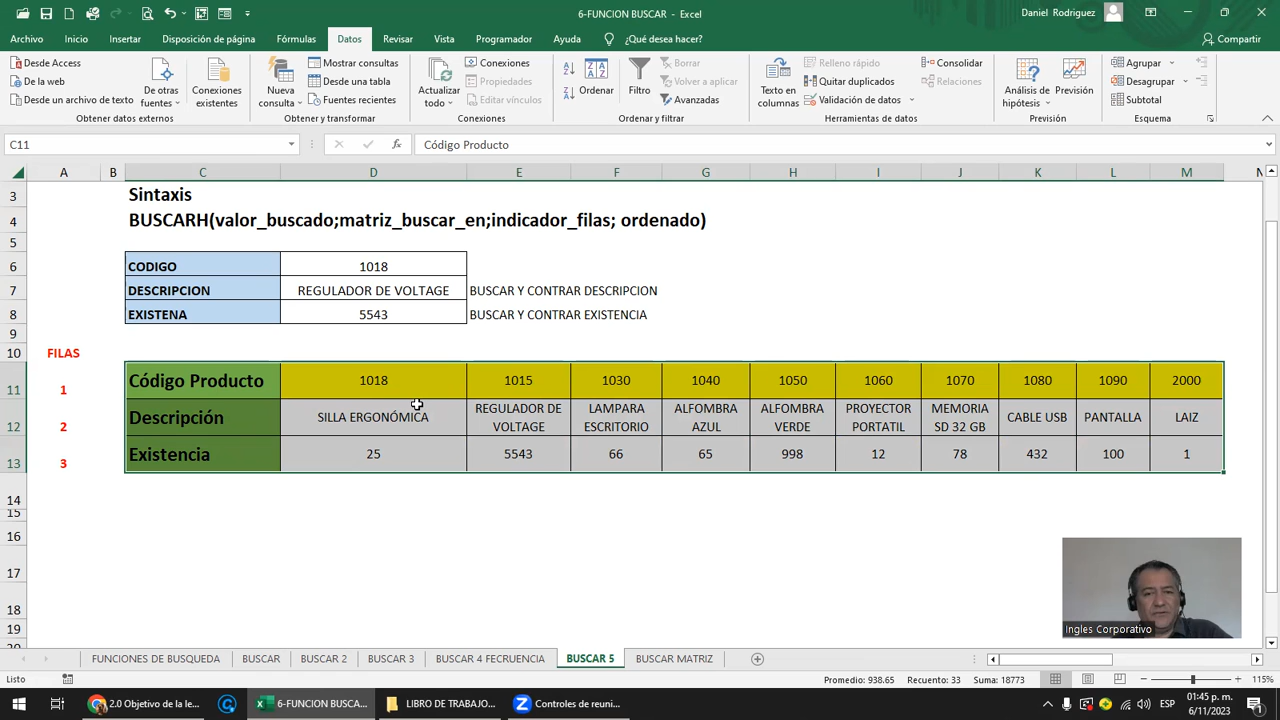 6-FUNCION BUSCAR - Excel
Daniel Rodriguez
Archivo Inicio Insertar Disposición de página Fórmulas Datos Revisar Vista Programador Ayuda ¿Qué desea hacer? Compartir
Desde Access
De la web
Desde un archivo de texto
De otras fuentes
Conexiones existentes
Obtener datos externos
Nueva consulta
Mostrar consultas
Desde una tabla
Fuentes recientes
Obtener y transformar
Actualizar todo
Conexiones
Propiedades
Editar vínculos
Conexiones
Ordenar
Filtro
Borrar
Volver a aplicar
Avanzadas
Ordenar y filtrar
Texto en columnas
Relleno rápido
Quitar duplicados
Validación de datos
Consolidar
Relaciones
Herramientas de datos
Análisis de hipótesis
Previsión
Previsión
Agrupar
Desagrupar
Subtotal
Esquema
C11 fx Código Producto
A B C D E F G H I J K L M N
3 Sintaxis
4 BUSCARH(valor_buscado;matriz_buscar_en;indicador_filas; ordenado)
5
6 CODIGO 1018
7 DESCRIPCION REGULADOR DE VOLTAGE BUSCAR Y CONTRAR DESCRIPCION
8 EXISTENA 5543 BUSCAR Y CONTRAR EXISTENCIA
9
10 FILAS
11 1 Código Producto 1018 1015 1030 1040 1050 1060 1070 1080 1090 2000
12 2 Descripción SILLA ERGONÓMICA REGULADOR DE VOLTAGE LAMPARA ESCRITORIO ALFOMBRA AZUL ALFOMBRA VERDE PROYECTOR PORTATIL MEMORIA SD 32 GB CABLE USB PANTALLA LAIZ
13 3 Existencia 25 5543 66 65 998 12 78 432 100 1
14
15
16
17
18
19
Ingles Corporativo
FUNCIONES DE BUSQUEDA BUSCAR BUSCAR 2 BUSCAR 3 BUSCAR 4 FECRUENCIA BUSCAR 5 BUSCAR MATRIZ
Listo Promedio: 938.65 Recuento: 33 Suma: 18773 115%
2.0 Objetivo de la le... 6-FUNCION BUSCA... LIBRO DE TRABAJO... Controles de reuni... ESP 01:45 p. m.
6/11/2023